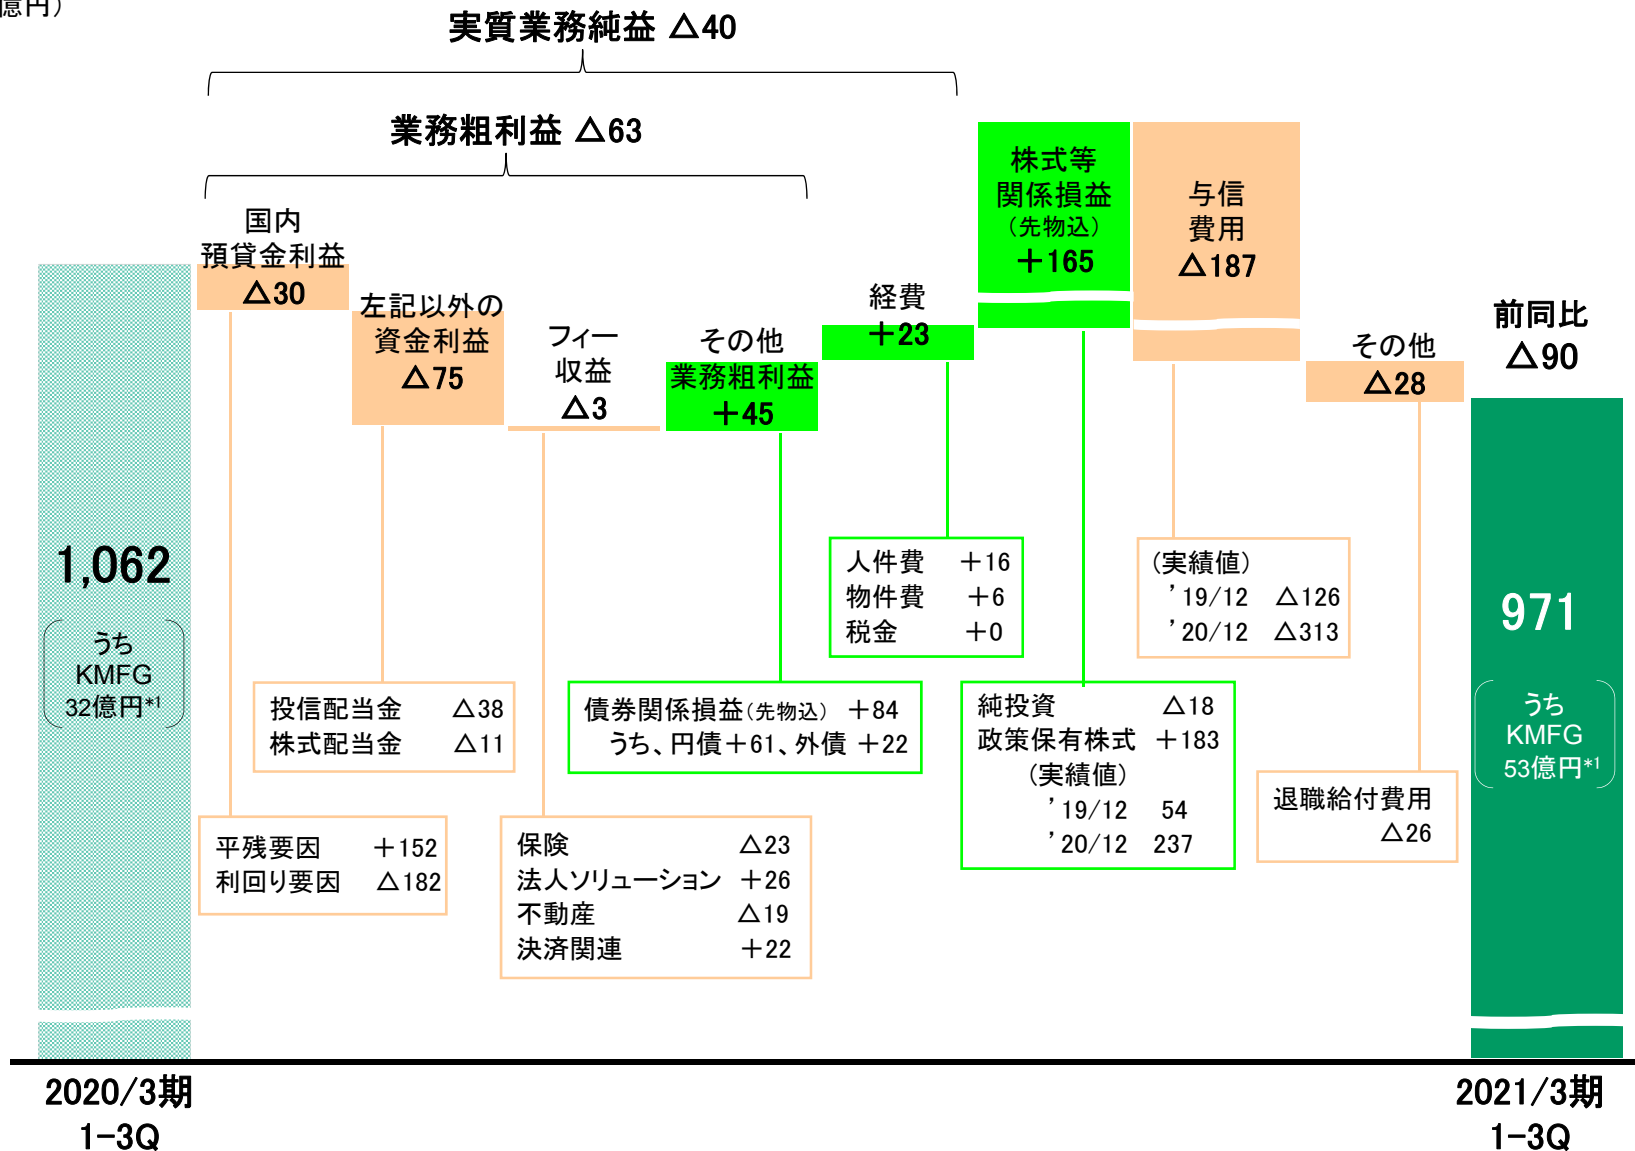 億円）
実質業務純益 △40
業務粗利益 △63
国内
預貸金利益
△30
左記以外の
資金利益
△75
フィー
収益
△3
その他
業務粗利益
＋45
経費
＋23
株式等
関係損益
（先物込）
＋165
与信
費用
△187
その他
△28
前同比
△90
1,062
うち
KMFG
32億円*1
971
うち
KMFG
53億円*1
人件費 ＋16
物件費 ＋6
税金 ＋0
（実績値）
’19/12 △126
’20/12 △313
投信配当金 △38
株式配当金 △11
債券関係損益（先物込） ＋84
うち、円債＋61、外債 ＋22
純投資 △18
政策保有株式 ＋183
（実績値）
’19/12 54
’20/12 237
退職給付費用
△26
平残要因 ＋152
利回り要因 △182
保険 △23
法人ソリューション ＋26
不動産 △19
決済関連 ＋22
2020/3期
1-3Q
2021/3期
1-3Q